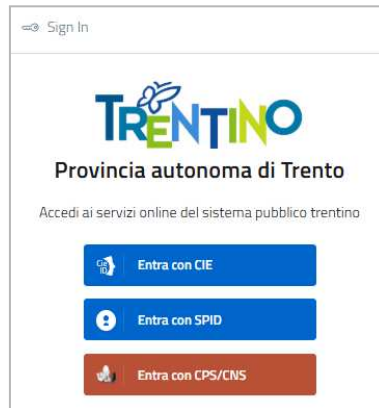 Sign In
TRENTINO
Provincia autonoma di Trento
Accedi ai servizi online del sistema pubblico trentino
Entra con CIE
Entra con SPID
Entra con CPS/CNS